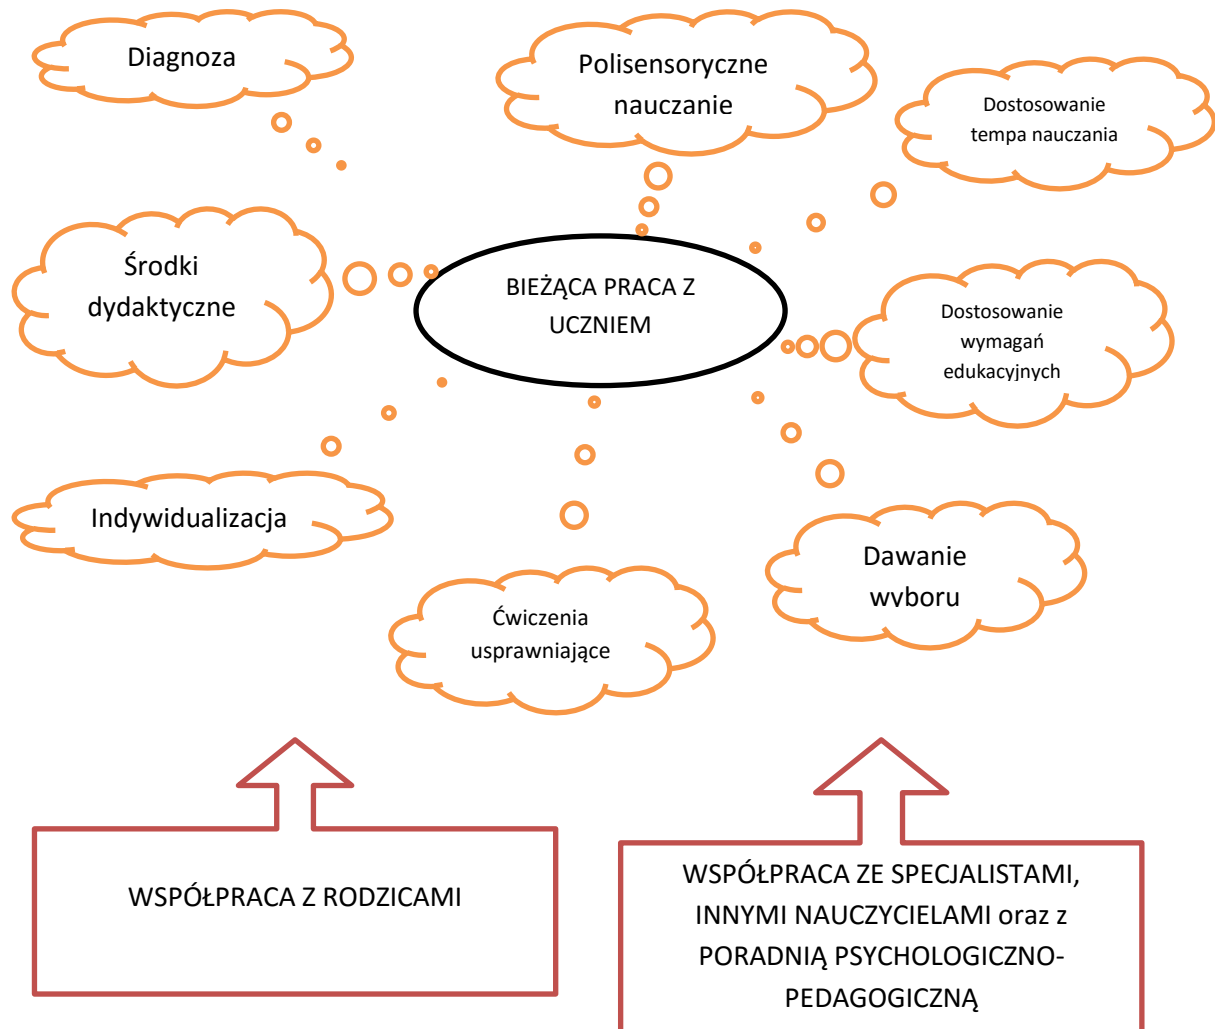 Diagnoza
Polisensoryczne
nauczanie
Dostosowanie
tempa nauczania
Środki
dydaktyczne
BIEŻĄCA PRACA Z
UCZNIEM
Dostosowanie
wymagań
edukacyjnych
Indywidualizacja
Dawanie
wyboru
Ćwiczenia
usprawniające
WSPÓŁPRACA Z RODZICAMI
WSPÓŁPRACA ZE SPECJALISTAMI,
INNYMI NAUCZYCIELAMI oraz z
PORADNIĄ PSYCHOLOGICZNO-
PEDAGOGICZNĄ